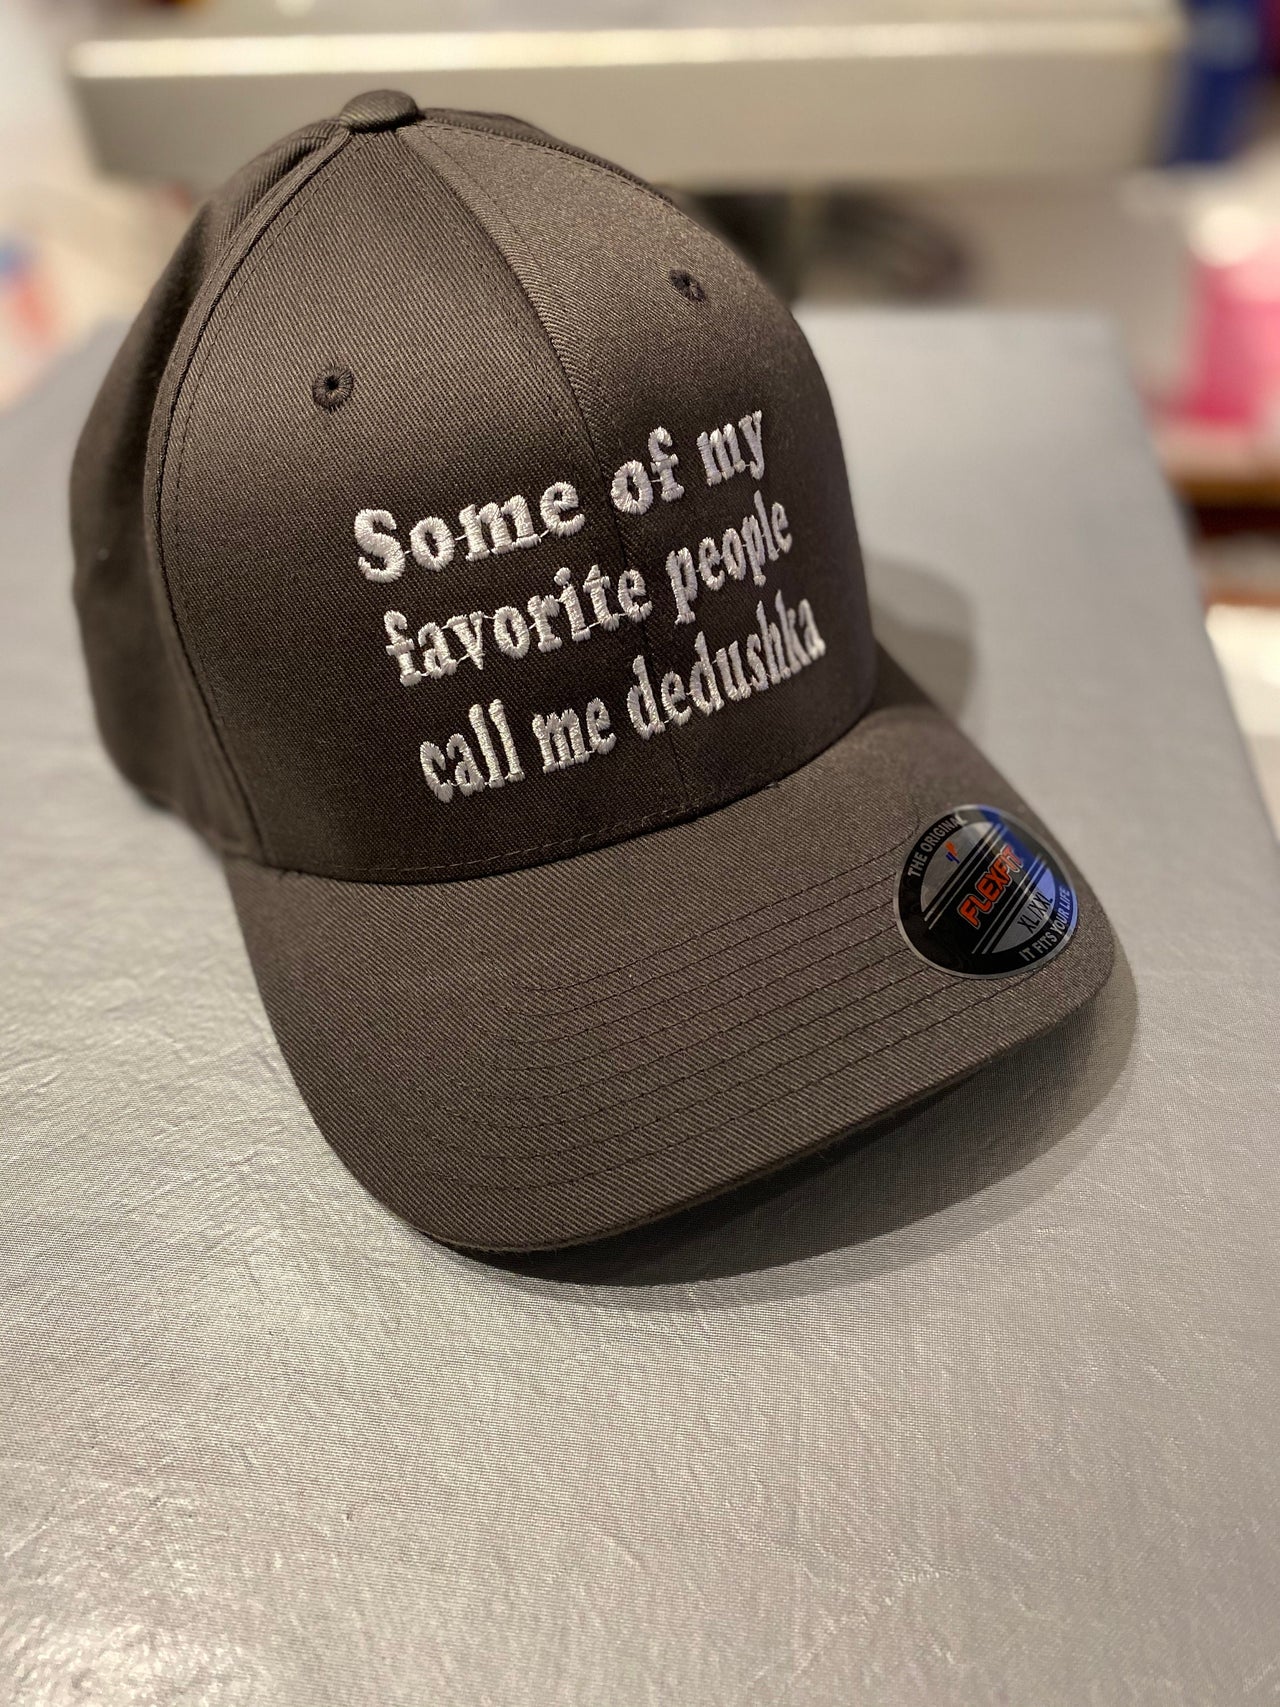 Some of my
favorite people
call me dedushka
THE ORIGINAL
FLEXFIT
XL/XXL
IT FITS YOUR LIFE